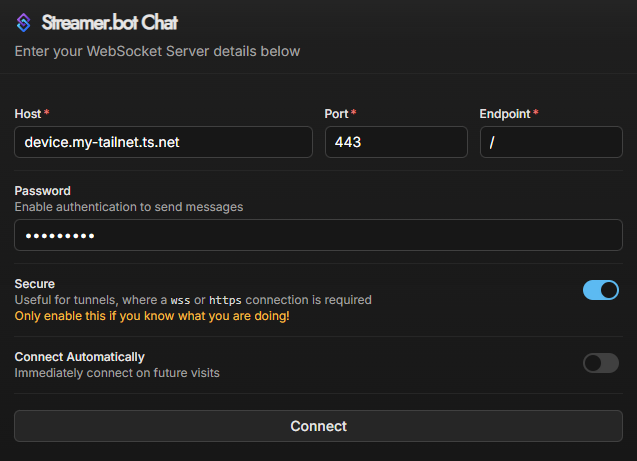 Streamer.bot Chat
Enter your WebSocket Server details below
Host * Port * Endpoint *
device.my-tailnet.ts.net 443 /
Password
Enable authentication to send messages
•••••••••
Secure
Useful for tunnels, where a wss or https connection is required
Only enable this if you know what you are doing!
Connect Automatically
Immediately connect on future visits
Connect